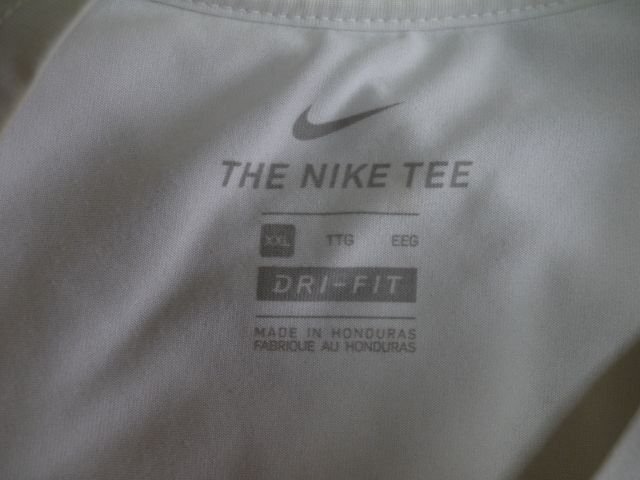 THE NIKE TEE
XXL TTG EEG
DRI-FIT
MADE IN HONDURAS
FABRIQUE AU HONDURAS